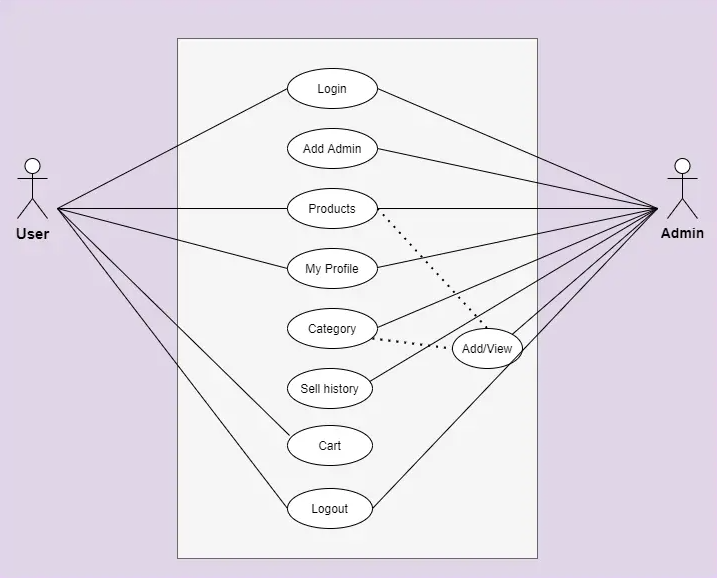 Login
Add Admin
Products
User
Admin
My Profile
Category
Add/View
Sell history
Cart
Logout